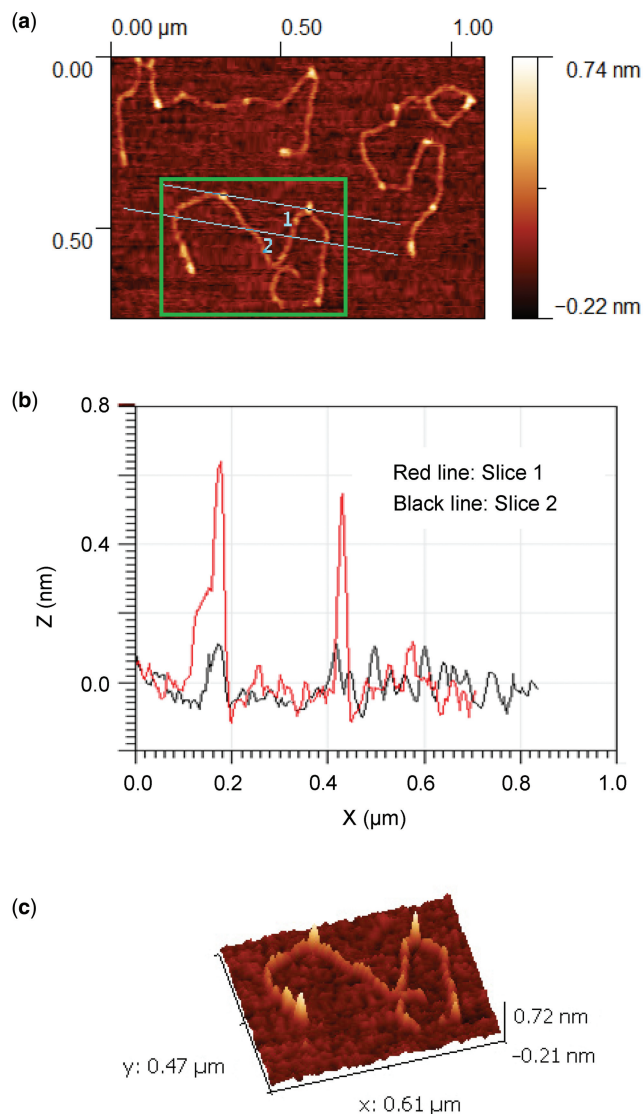 (a)
0.00 µm 0.50 1.00
0.00
0.50
1
2
0.74 nm
−0.22 nm
(b)
0.8
0.4
0.0
Z (nm)
Red line: Slice 1
Black line: Slice 2
0.0 0.2 0.4 0.6 0.8 1.0
X (µm)
(c)
0.72 nm
−0.21 nm
y: 0.47 µm
x: 0.61 µm